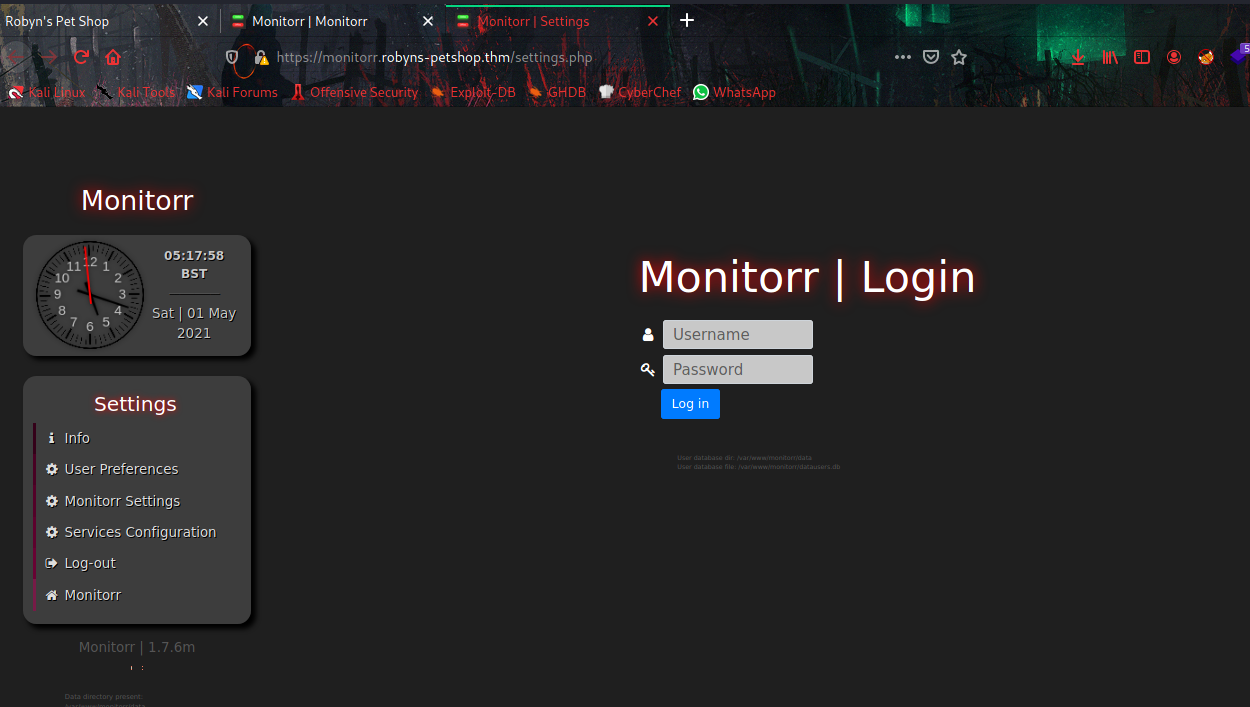 Robyn's Pet Shop
Monitorr | Monitorr
Monitorr | Settings
https://monitorr.robyns-petshop.thm/settings.php
5
Kali Linux
Kali Tools
Kali Forums
Offensive Security
Exploit-DB
GHDB
CyberChef
WhatsApp
Monitorr
12
1
2
3
4
5
6
7
8
9
10
11
05:17:58
BST
Sat | 01 May
2021
Settings
Info
User Preferences
Monitorr Settings
Services Configuration
Log-out
Monitorr
Monitorr | 1.7.6m
Data directory present:
Monitorr | Login
Username
Password
Log in
User database dir: /var/www/monitorr/data
User database file: /var/www/monitorr/datausers.db